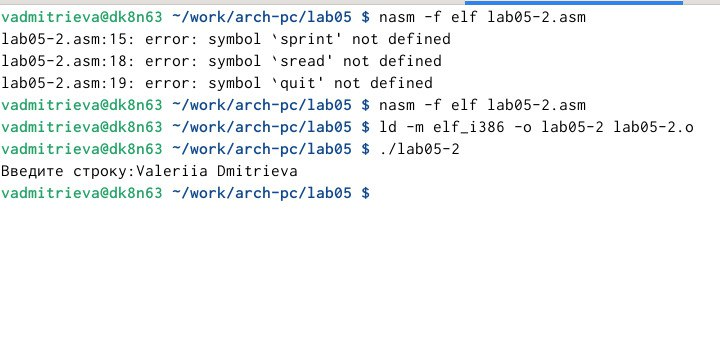 vadmitrieva@dk8n63 ~/work/arch-pc/lab05 $ nasm -f elf lab05-2.asm
lab05-2.asm:15: error: symbol `sprint' not defined
lab05-2.asm:18: error: symbol `sread' not defined
lab05-2.asm:19: error: symbol `quit' not defined
vadmitrieva@dk8n63 ~/work/arch-pc/lab05 $ nasm -f elf lab05-2.asm
vadmitrieva@dk8n63 ~/work/arch-pc/lab05 $ ld -m elf_i386 -o lab05-2 lab05-2.o
vadmitrieva@dk8n63 ~/work/arch-pc/lab05 $ ./lab05-2
Введите строку:Valeriia Dmitrieva
vadmitrieva@dk8n63 ~/work/arch-pc/lab05 $